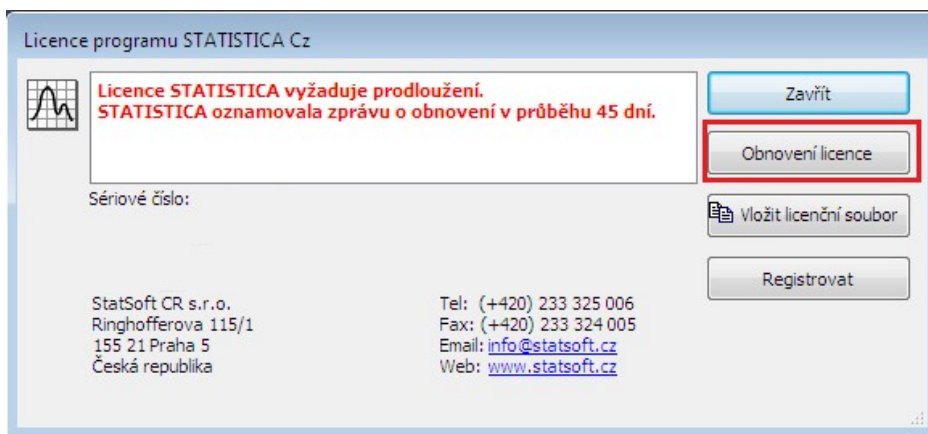 Licence programu STATISTICA Cz
Licence STATISTICA vyžaduje prodloužení.
STATISTICA oznamovala zprávu o obnovení v průběhu 45 dní.
Zavřít
Obnovení licence
Vložit licenční soubor
Registrovat
Sériové číslo:
StatSoft CR s.r.o.
Ringhofferova 115/1
155 21 Praha 5
Česká republika
Tel: (+420) 233 325 006
Fax: (+420) 233 324 005
Email: info@statsoft.cz
Web: www.statsoft.cz